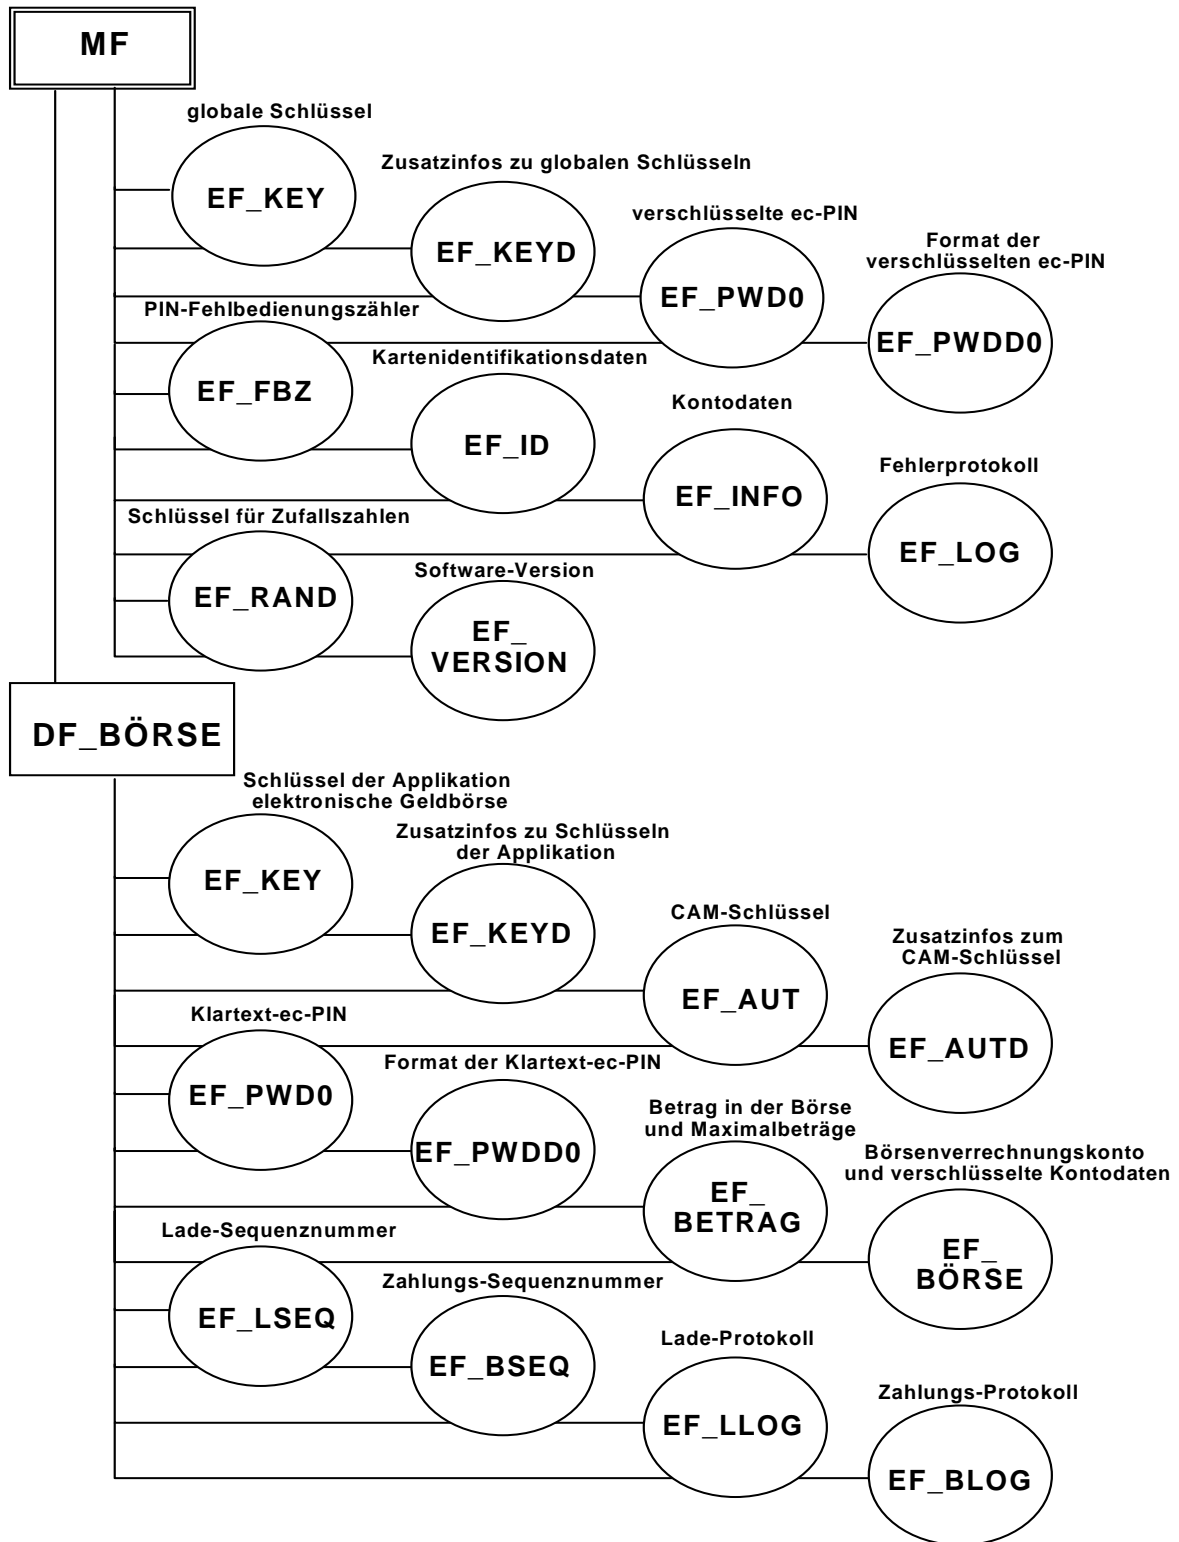 MF
globale Schlüssel
EF_KEY
Zusatzinfos zu globalen Schlüsseln
EF_KEYD
verschlüsselte ec-PIN
EF_PWD0
Format der
verschlüsselten ec-PIN
EF_PWDD0
PIN-Fehlbedienungszähler
EF_FBZ
Kartenidentifikationsdaten
EF_ID
Kontodaten
EF_INFO
Fehlerprotokoll
EF_LOG
Schlüssel für Zufallszahlen
EF_RAND
Software-Version
EF_
VERSION
DF_BÖRSE
Schlüssel der Applikation
elektronische Geldbörse
EF_KEY
Zusatzinfos zu Schlüsseln
der Applikation
EF_KEYD
CAM-Schlüssel
EF_AUT
Zusatzinfos zum
CAM-Schlüssel
EF_AUTD
Klartext-ec-PIN
EF_PWD0
Format der Klartext-ec-PIN
EF_PWDD0
Betrag in der Börse
und Maximalbeträge
EF_
BETRAG
Börsenverrechnungskonto
und verschlüsselte Kontodaten
EF_
BÖRSE
Lade-Sequenznummer
EF_LSEQ
Zahlungs-Sequenznummer
EF_BSEQ
Lade-Protokoll
EF_LLOG
Zahlungs-Protokoll
EF_BLOG